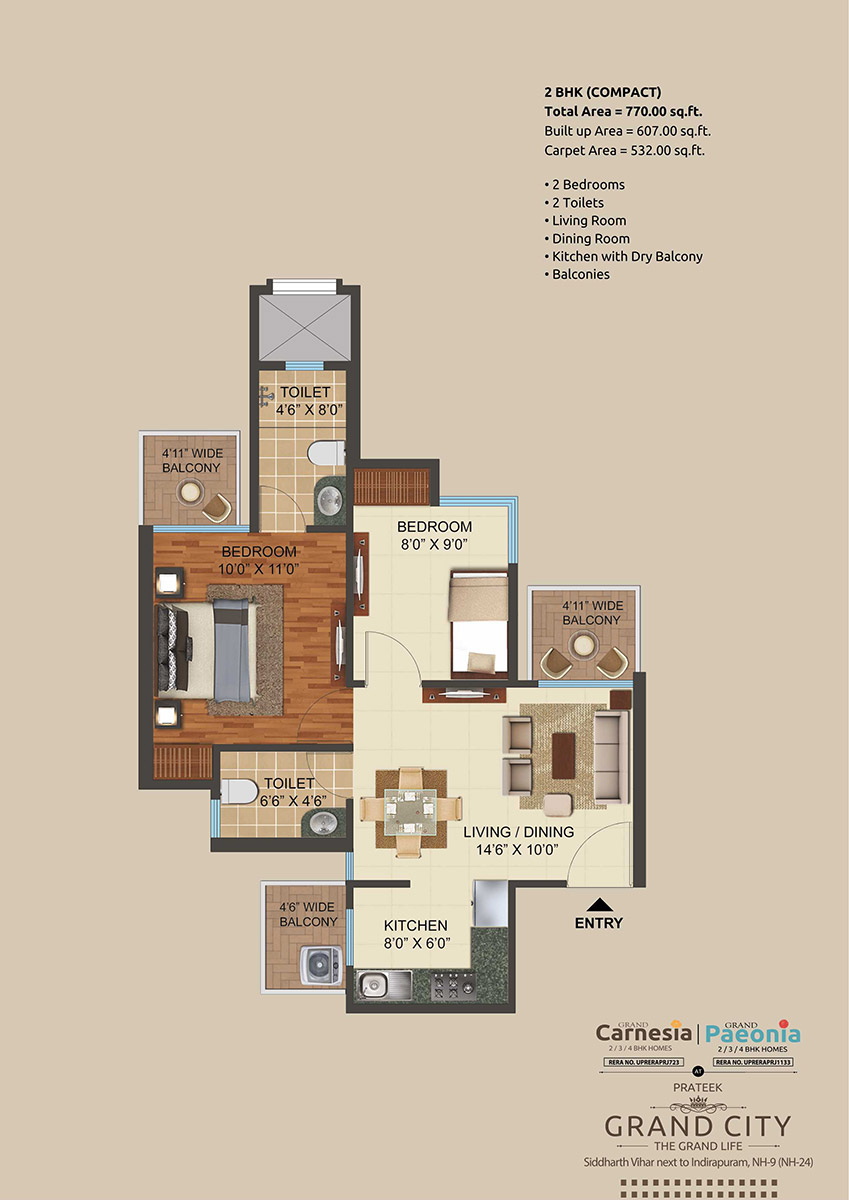 2 BHK (COMPACT)
Total Area = 770.00 sq.ft.
Built up Area = 607.00 sq.ft.
Carpet Area = 532.00 sq.ft.
• 2 Bedrooms
• 2 Toilets
• Living Room
• Dining Room
• Kitchen with Dry Balcony
• Balconies
TOILET
4'6" X 8'0"
4'11" WIDE
BALCONY
BEDROOM
8'0" X 9'0"
BEDROOM
10'0" X 11'0"
4'11" WIDE
BALCONY
TOILET
6'6" X 4'6"
LIVING / DINING
14'6" X 10'0"
4'6" WIDE
BALCONY
KITCHEN
8'0" X 6'0"
ENTRY
GRAND
Carnesia
2 / 3 / 4 BHK HOMES
RERA NO. UPRERAPRJ723
GRAND
Paeonia
2 / 3 / 4 BHK HOMES
RERA NO. UPRERAPRJ1133
AT
PRATEEK
GRAND CITY
THE GRAND LIFE
Siddharth Vihar next to Indirapuram, NH-9 (NH-24)